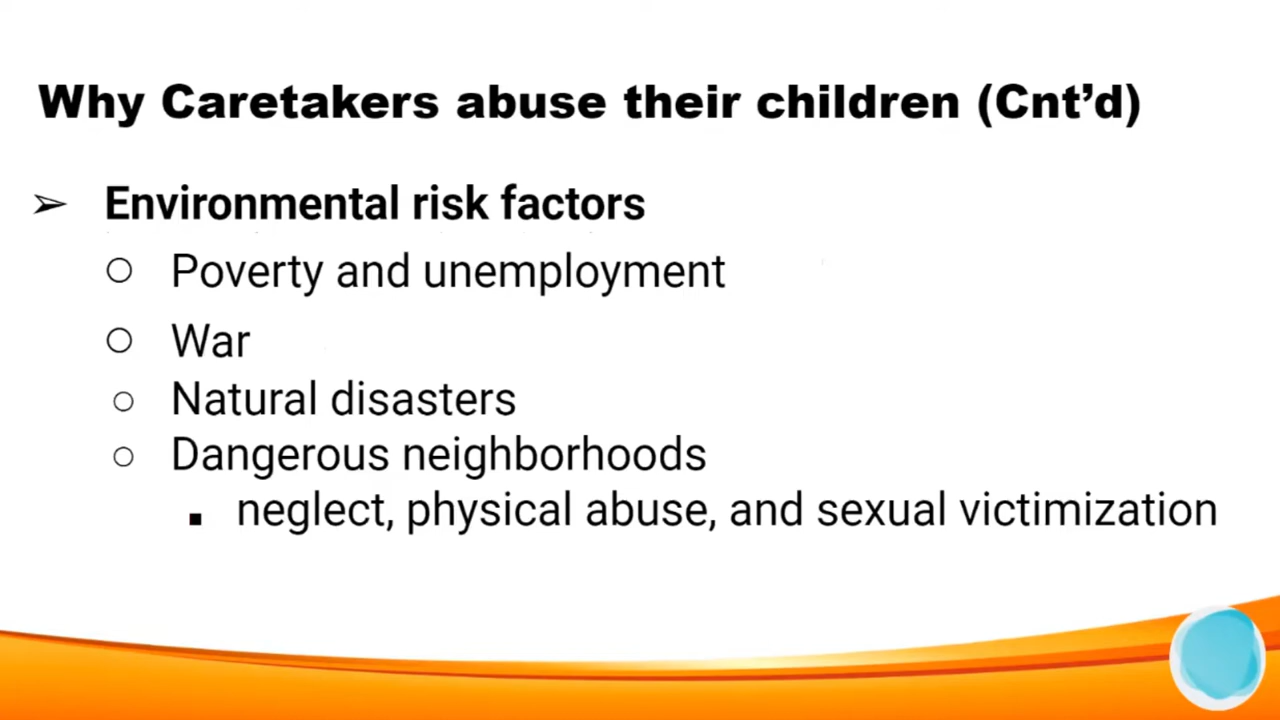 Why Caretakers abuse their children (Cnt’d)
➢ Environmental risk factors
○ Poverty and unemployment
○ War
○ Natural disasters
○ Dangerous neighborhoods
■ neglect, physical abuse, and sexual victimization